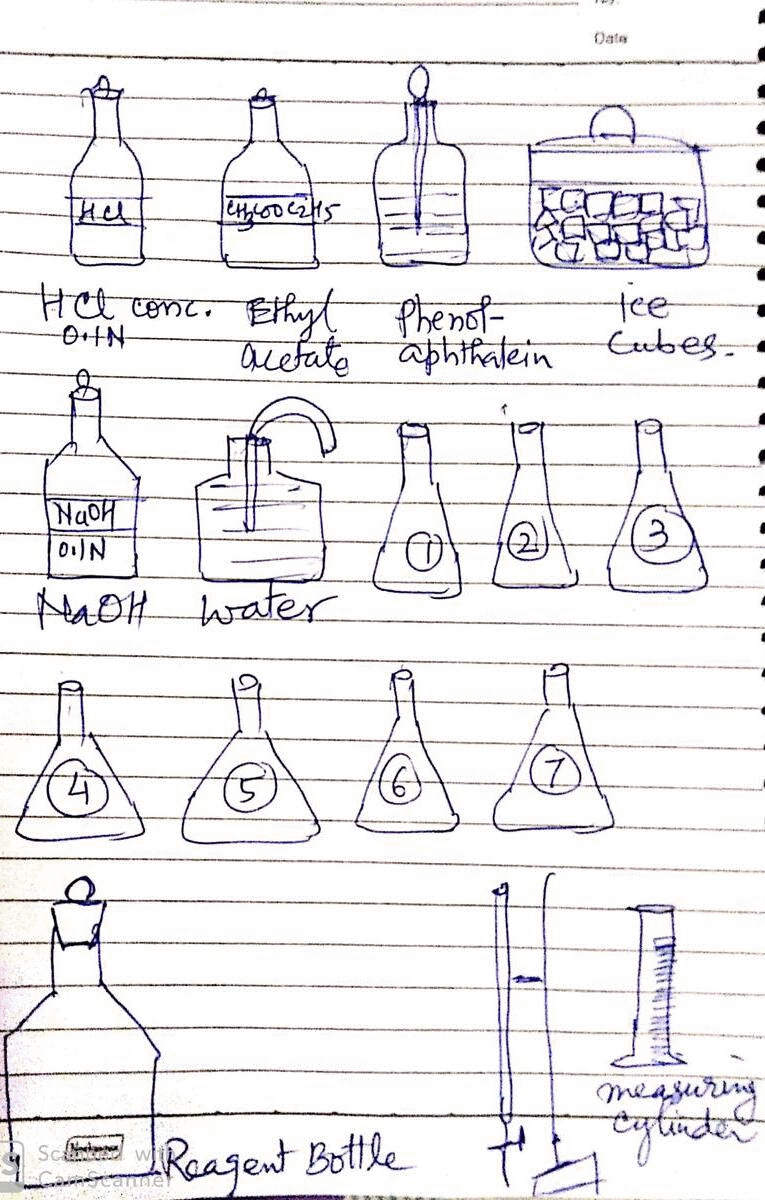 Date
HCl
CH3COOC2H5
HCl conc.
0.1N
Ethyl
acetate
Phenol-
aphthalein
ice
cubes.
NaOH
0.1N
NaOH
water
1
2
3
4
5
6
7
measuring
cylinder
Reagent Bottle
Scanned with
CamScanner